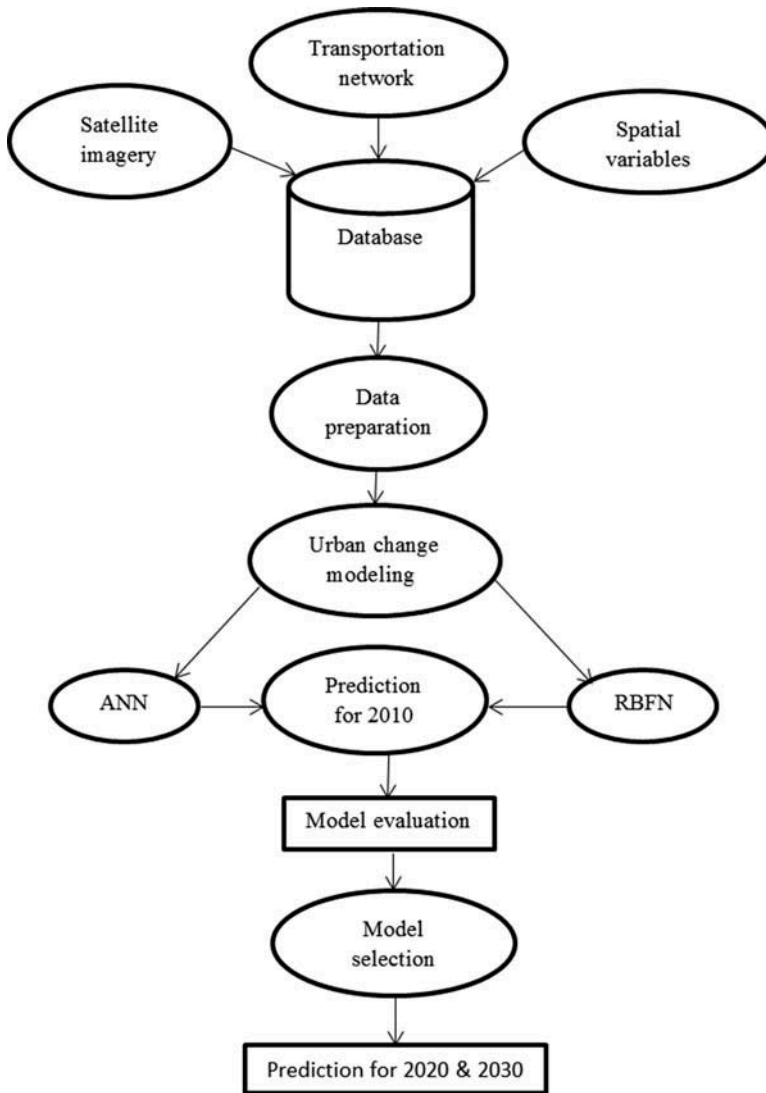 Transportation
network
Satellite
imagery
Spatial
variables
Database
Data
preparation
Urban change
modeling
ANN
Prediction
for 2010
RBFN
Model evaluation
Model
selection
Prediction for 2020 & 2030